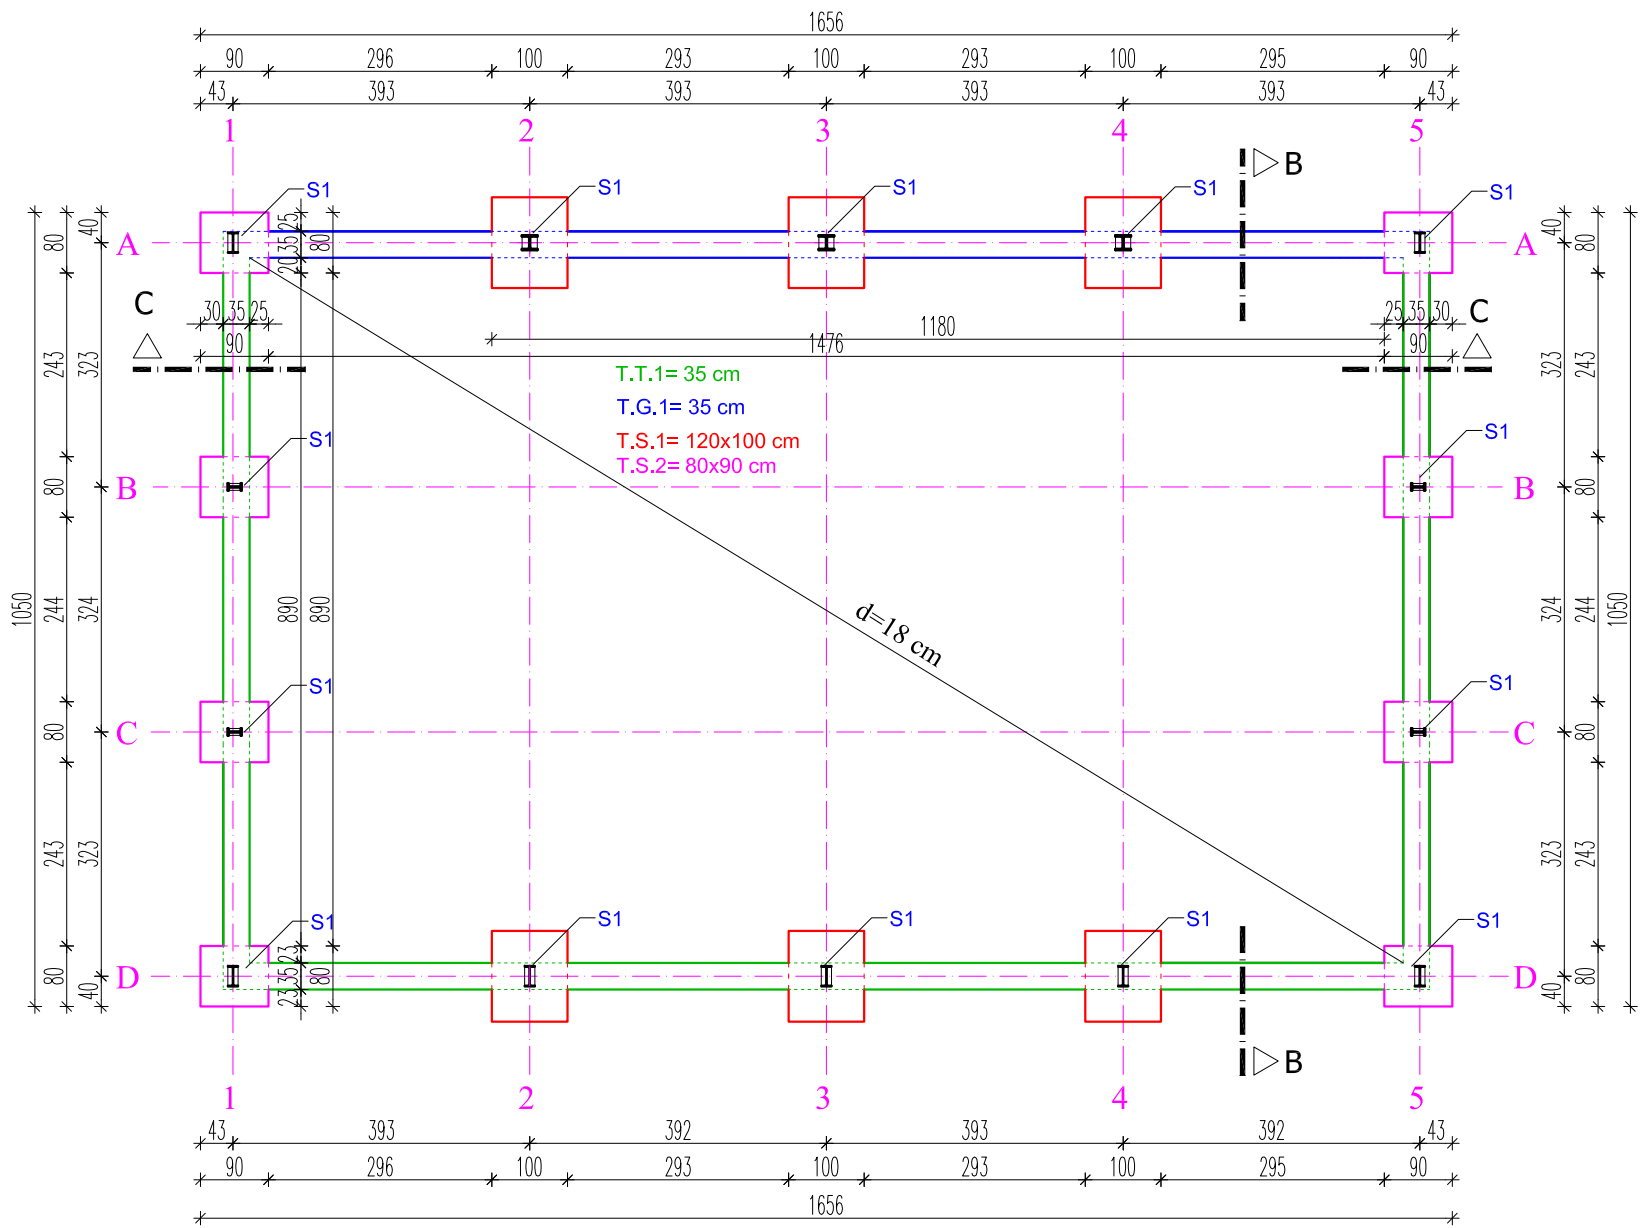 1656
90 296 100 293 100 293 100 295 90
43 393 393 393 393 43
1 2 3 4 5
B
S1 S1 S1 S1 S1
A A
40 80 25 35 20 80 40 80
C 30 35 25 25 35 30 C
1180
90 1476 90
243 323 323 243
T.T.1= 35 cm
T.G.1= 35 cm
T.S.1= 120x100 cm
T.S.2= 80x90 cm
S1 S1
80 B B 80
1050 244 324 890 890 324 244 1050
d=18 cm
S1 S1
80 C C 80
243 323 323 243
S1 S1 S1 S1 S1
80 40 D 23 35 23 80 D 40 80
B
1 2 3 4 5
43 393 392 393 392 43
90 296 100 293 100 293 100 295 90
1656